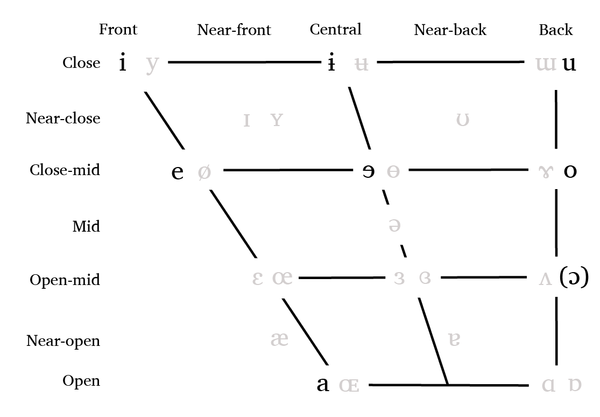 Front Near-front Central Near-back Back
Close i y ɨ ʉ ɯ u
Near-close ɪ ʏ ʊ
Close-mid e ø ɘ ɵ ɤ o
Mid ə
Open-mid ɛ œ ɜ ɞ ʌ (ɔ)
Near-open æ ɐ
Open a ɶ ɑ ɒ